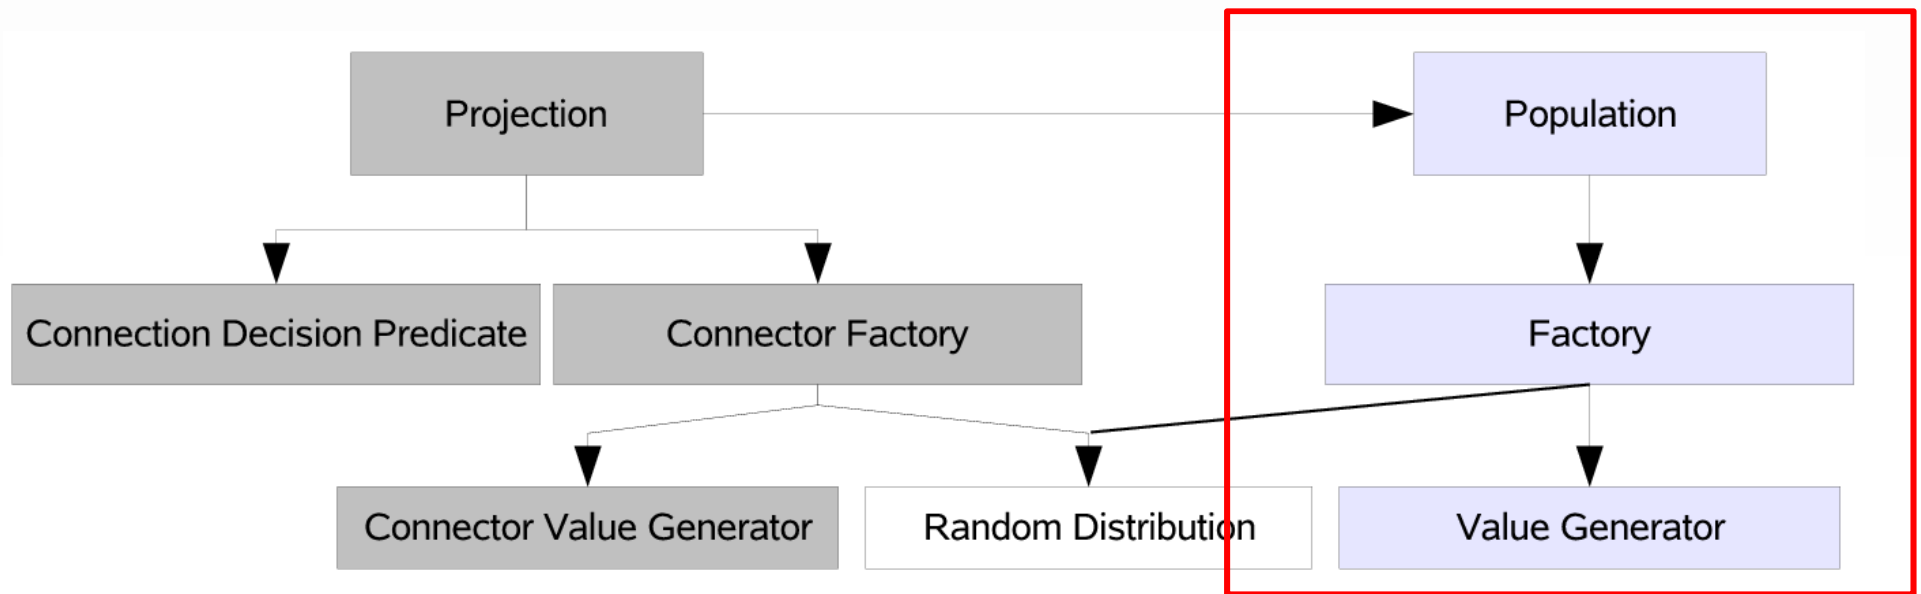 Projection
Population
Connection Decision Predicate
Connector Factory
Factory
Connector Value Generator
Random Distribution
Value Generator